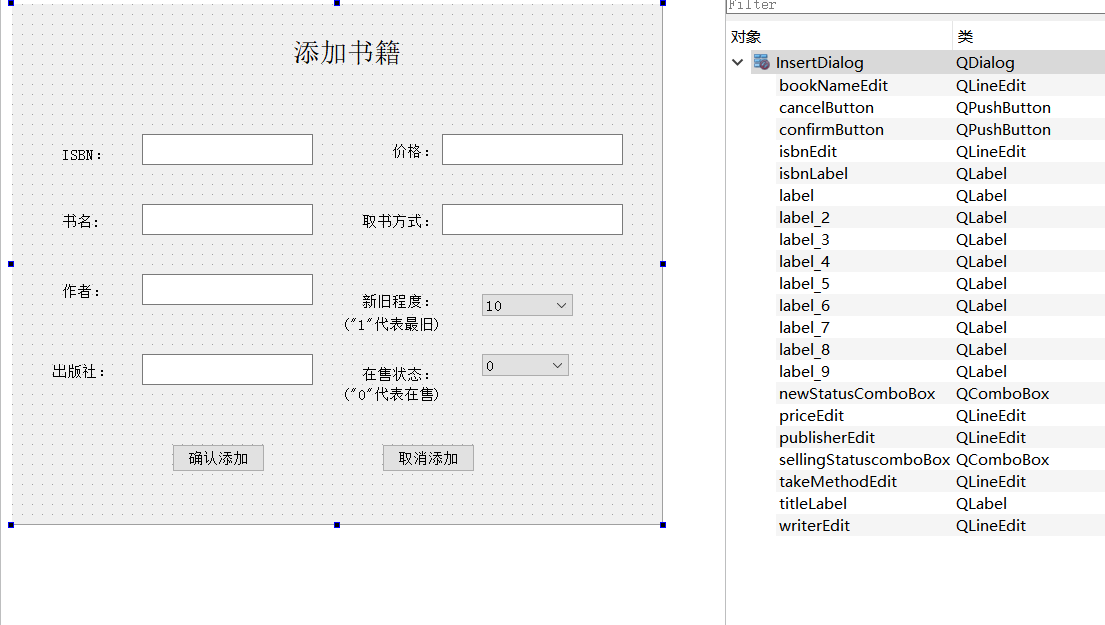 添加书籍
ISBN：
价格：
书名：
取书方式：
作者：
新旧程度：
("1"代表最旧)
10
出版社：
在售状态：
("0"代表在售)
0
确认添加
取消添加
Filter
对象 类
InsertDialog QDialog
bookNameEdit QLineEdit
cancelButton QPushButton
confirmButton QPushButton
isbnEdit QLineEdit
isbnLabel QLabel
label QLabel
label_2 QLabel
label_3 QLabel
label_4 QLabel
label_5 QLabel
label_6 QLabel
label_7 QLabel
label_8 QLabel
label_9 QLabel
newStatusComboBox QComboBox
priceEdit QLineEdit
publisherEdit QLineEdit
sellingStatuscomboBox QComboBox
takeMethodEdit QLineEdit
titleLabel QLabel
writerEdit QLineEdit